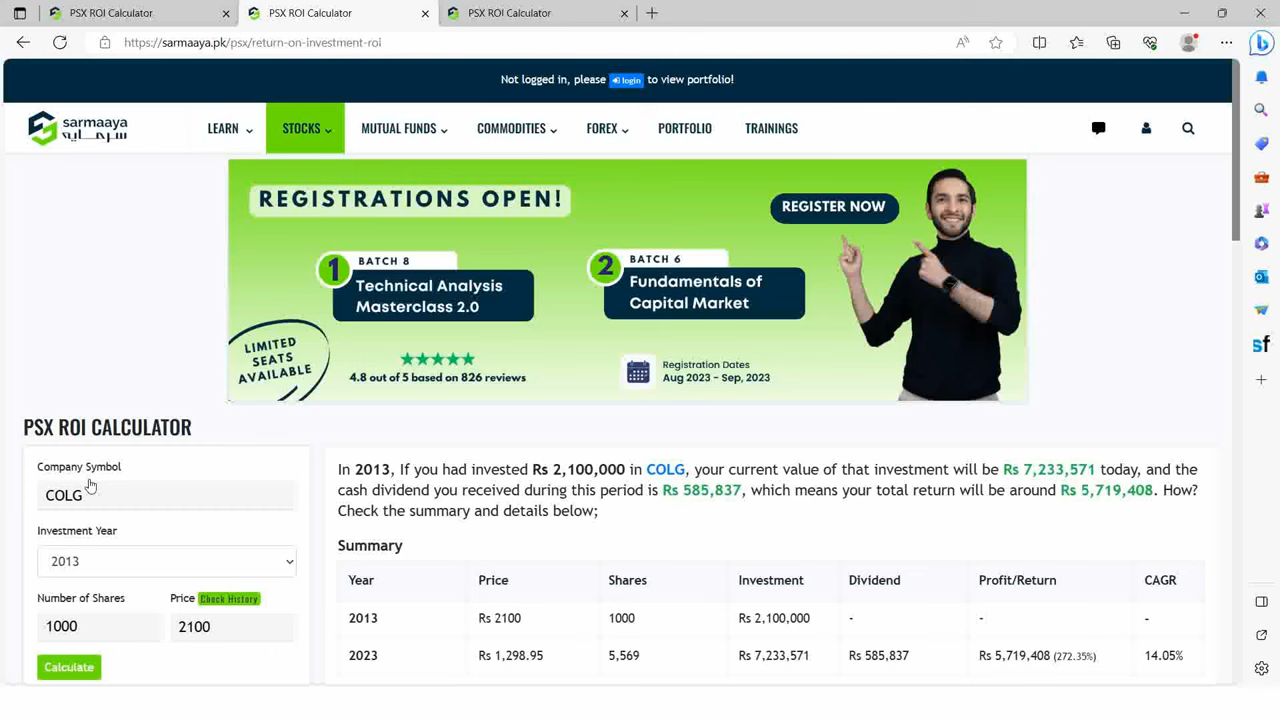 PSX ROI Calculator
PSX ROI Calculator
PSX ROI Calculator
https://sarmaaya.pk/psx/return-on-investment-roi
Not logged in, please login to view portfolio!
sarmaaya
سرمایه
LEARN
STOCKS
MUTUAL FUNDS
COMMODITIES
FOREX
PORTFOLIO
TRAININGS
REGISTRATIONS OPEN!
REGISTER NOW
1
BATCH 8
Technical Analysis
Masterclass 2.0
2
BATCH 6
Fundamentals of
Capital Market
LIMITED
SEATS
AVAILABLE
4.8 out of 5 based on 826 reviews
Registration Dates
Aug 2023 - Sep, 2023
PSX ROI CALCULATOR
Company Symbol
COLG
Investment Year
2013
Number of Shares
Price Check History
1000
2100
Calculate
In 2013, If you had invested Rs 2,100,000 in COLG, your current value of that investment will be Rs 7,233,571 today, and the
cash dividend you received during this period is Rs 585,837, which means your total return will be around Rs 5,719,408. How?
Check the summary and details below;
Summary
Year Price Shares Investment Dividend Profit/Return CAGR
2013 Rs 2100 1000 Rs 2,100,000 - - -
2023 Rs 1,298.95 5,569 Rs 7,233,571 Rs 585,837 Rs 5,719,408 (272.35%) 14.05%
sf